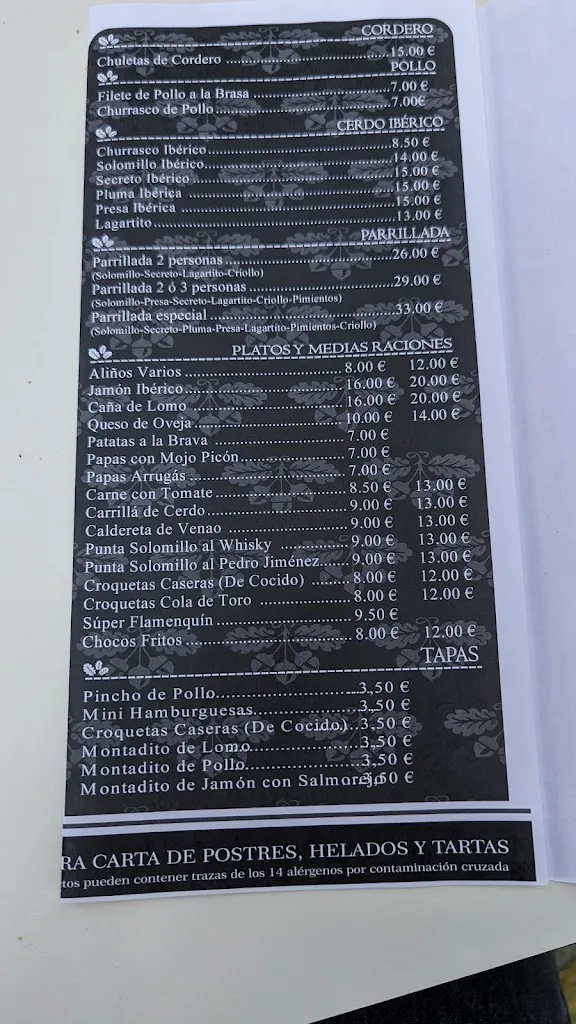 CORDERO
Chuletas de Cordero 15.00 €
POLLO
Filete de Pollo a la Brasa 7.00 €
Churrasco de Pollo 7.00€
CERDO IBÉRICO
Churrasco Ibérico 8.50 €
Solomillo Ibérico 14.00 €
Secreto Ibérico 15.00 €
Pluma Ibérica 15.00 €
Presa Ibérica 15.00 €
Lagartito 13.00 €
PARRILLADA
Parrillada 2 personas 26.00 €
(Solomillo-Secreto-Lagartito-Criollo)
Parrillada 2 ó 3 personas 29.00 €
(Solomillo-Presa-Secreto-Lagartito-Criollo-Pimientos)
Parrillada especial 33.00 €
(Solomillo-Secreto-Pluma-Presa-Lagartito-Pimientos-Criollo)
PLATOS Y MEDIAS RACIONES
Aliños Varios 8.00 € 12.00 €
Jamón Ibérico 16.00 € 20.00 €
Caña de Lomo 16.00 € 20.00 €
Queso de Oveja 10.00 € 14.00 €
Patatas a la Brava 7.00 €
Papas con Mojo Picón 7.00 €
Papas Arrugás 7.00 €
Carne con Tomate 8.50 € 13.00 €
Carrillá de Cerdo 9.00 € 13.00 €
Caldereta de Venao 9.00 € 13.00 €
Punta Solomillo al Whisky 9.00 € 13.00 €
Punta Solomillo al Pedro Jiménez 9.00 € 13.00 €
Croquetas Caseras (De Cocido) 8.00 € 12.00 €
Croquetas Cola de Toro 8.00 € 12.00 €
Súper Flamenquín 9.50 €
Chocos Fritos 8.00 € 12.00 €
TAPAS
Pincho de Pollo 3,50 €
Mini Hamburguesas 3,50 €
Croquetas Caseras (De Cocido) 3,50 €
Montadito de Lomo 3,50 €
Montadito de Pollo 3,50 €
Montadito de Jamón con Salmorejo 3,50 €
RA CARTA DE POSTRES, HELADOS Y TARTAS
tos pueden contener trazas de los 14 alérgenos por contaminación cruzada